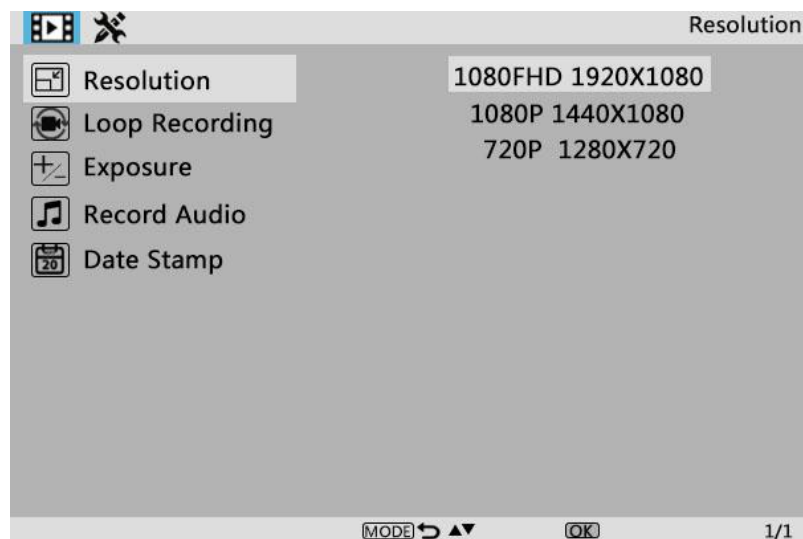 Resolution
Resolution
1080FHD 1920X1080
Loop Recording
1080P 1440X1080
Exposure
720P 1280X720
Record Audio
20
Date Stamp
MODE OK 1/1